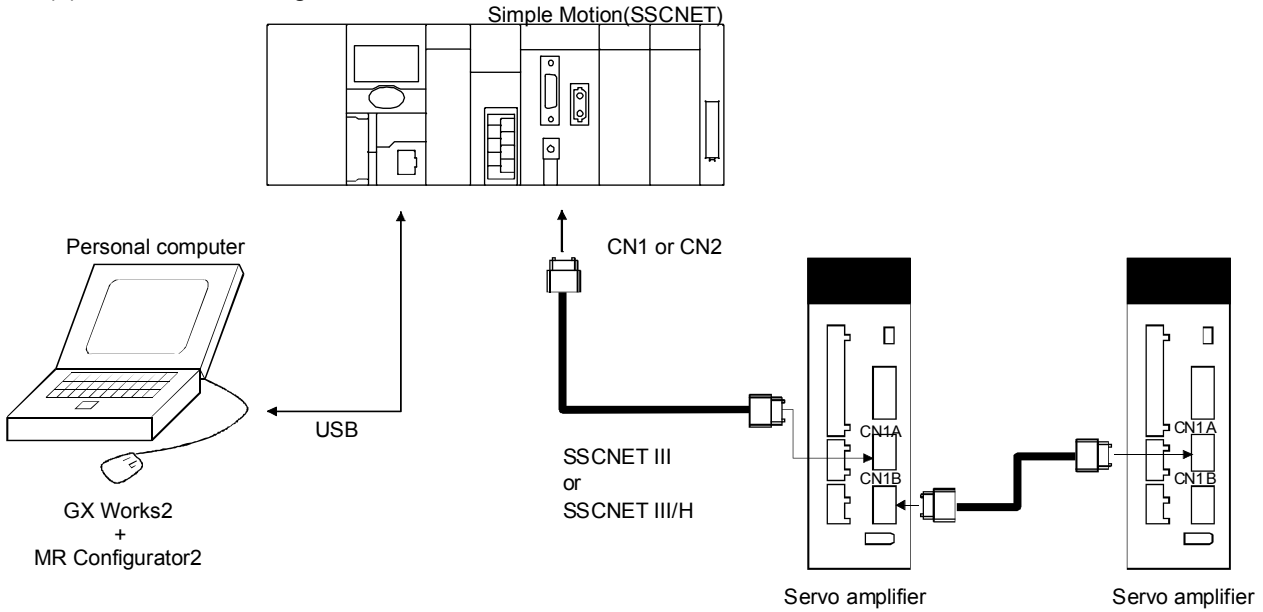 Simple Motion(SSCNET)
Personal computer
CN1 or CN2
USB
SSCNET III
or
SSCNET III/H
CN1A
CN1B
CN1A
CN1B
GX Works2
+
MR Configurator2
Servo amplifier
Servo amplifier